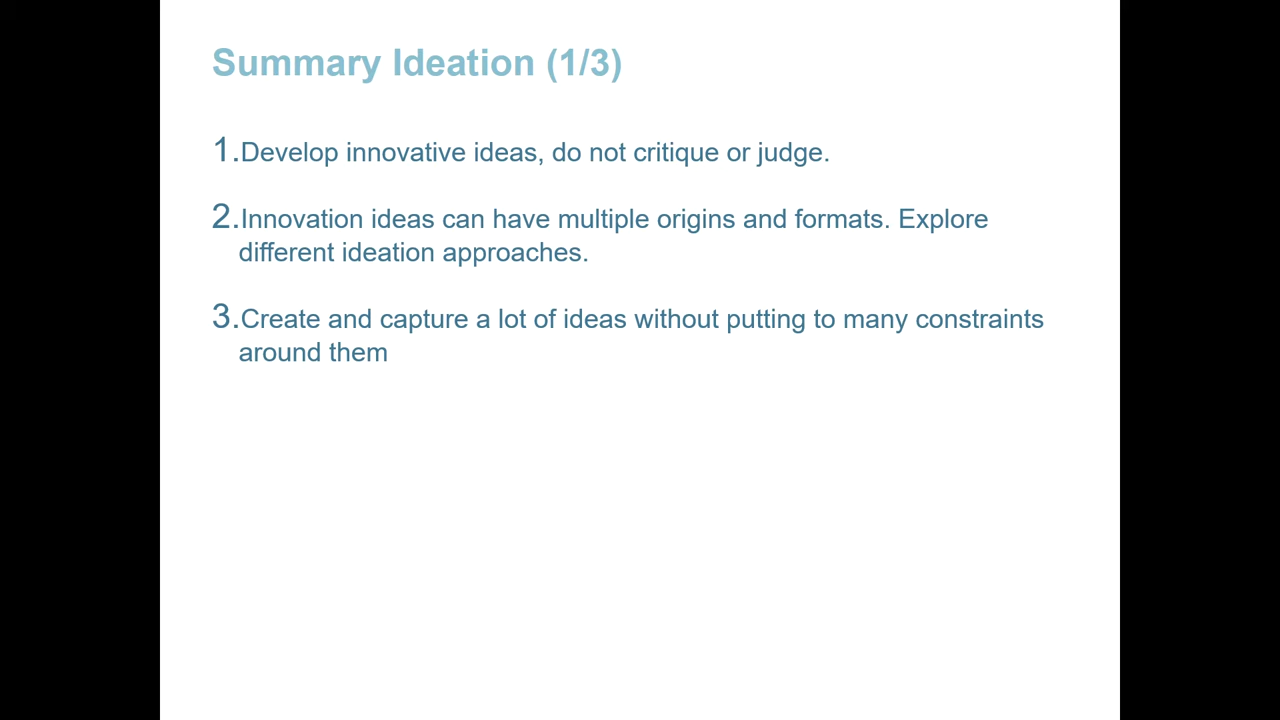 Summary Ideation (1/3)
1.Develop innovative ideas, do not critique or judge.
2.Innovation ideas can have multiple origins and formats. Explore
different ideation approaches.
3.Create and capture a lot of ideas without putting to many constraints
around them